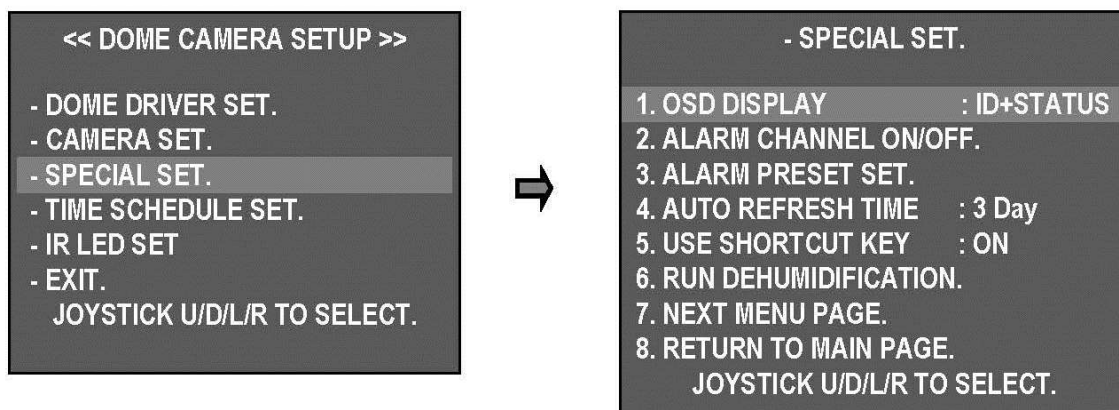 << DOME CAMERA SETUP >>
- DOME DRIVER SET.
- CAMERA SET.
- SPECIAL SET.
- TIME SCHEDULE SET.
- IR LED SET
- EXIT.
JOYSTICK U/D/L/R TO SELECT.
- SPECIAL SET.
1. OSD DISPLAY : ID+STATUS
2. ALARM CHANNEL ON/OFF.
3. ALARM PRESET SET.
4. AUTO REFRESH TIME : 3 Day
5. USE SHORTCUT KEY : ON
6. RUN DEHUMIDIFICATION.
7. NEXT MENU PAGE.
8. RETURN TO MAIN PAGE.
JOYSTICK U/D/L/R TO SELECT.